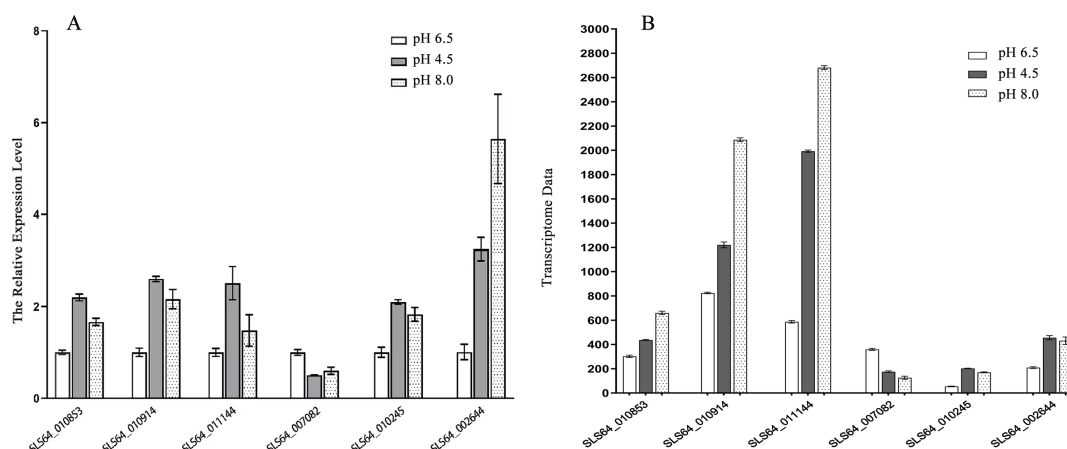 A
The Relative Expression Level
8
6
4
2
0
pH 6.5
pH 4.5
pH 8.0
SLS64_010853
SLS64_010914
SLS64_011144
SLS64_007082
SLS64_010245
SLS64_002644
B
Transcriptome Data
3000
2800
2600
2400
2200
2000
1800
1600
1400
1200
1000
800
600
400
200
0
pH 6.5
pH 4.5
pH 8.0
SLS64_010853
SLS64_010914
SLS64_011144
SLS64_007082
SLS64_010245
SLS64_002644